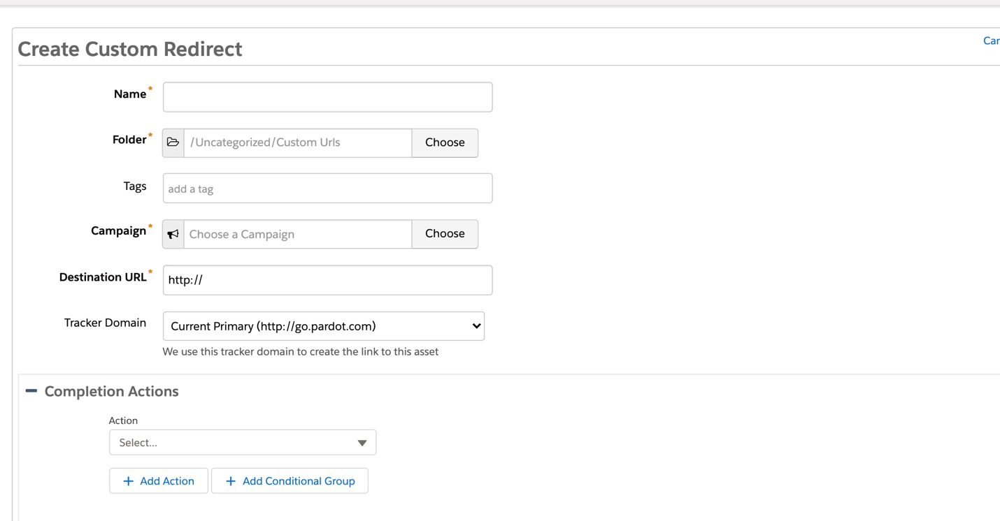 Create Custom Redirect
Name*
Folder* /Uncategorized/Custom Urls Choose
Tags add a tag
Campaign* Choose a Campaign Choose
Destination URL* http://
Tracker Domain Current Primary (http://go.pardot.com)
We use this tracker domain to create the link to this asset
Completion Actions
Action
Select...
+ Add Action + Add Conditional Group